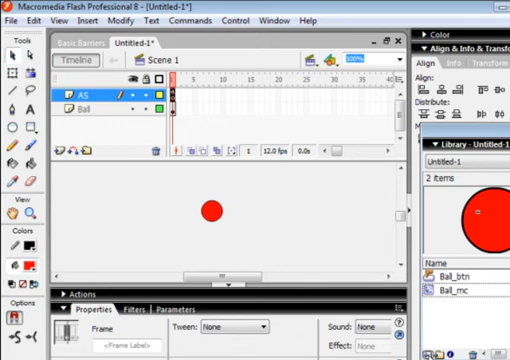 Macromedia Flash Professional 8 - [Untitled-1*]
File Edit View Insert Modify Text Commands Control Window Help
Tools
View
Colors
Options
Basic Barriers Untitled-1*
Timeline Scene 1 100%
AS
Ball
1 5 10 15 20 25 30 35 40
1 12.0 fps 0.0s
Actions
Properties Filters Parameters
Frame
<Frame Label>
Tween: None
Sound: None
Effect: None
Color
Align & Info & Transfo
Align Info Transform
Align:
Distribute:
Library - Untitled-1
Untitled-1
2 items
Name
Ball_btn
Ball_mc